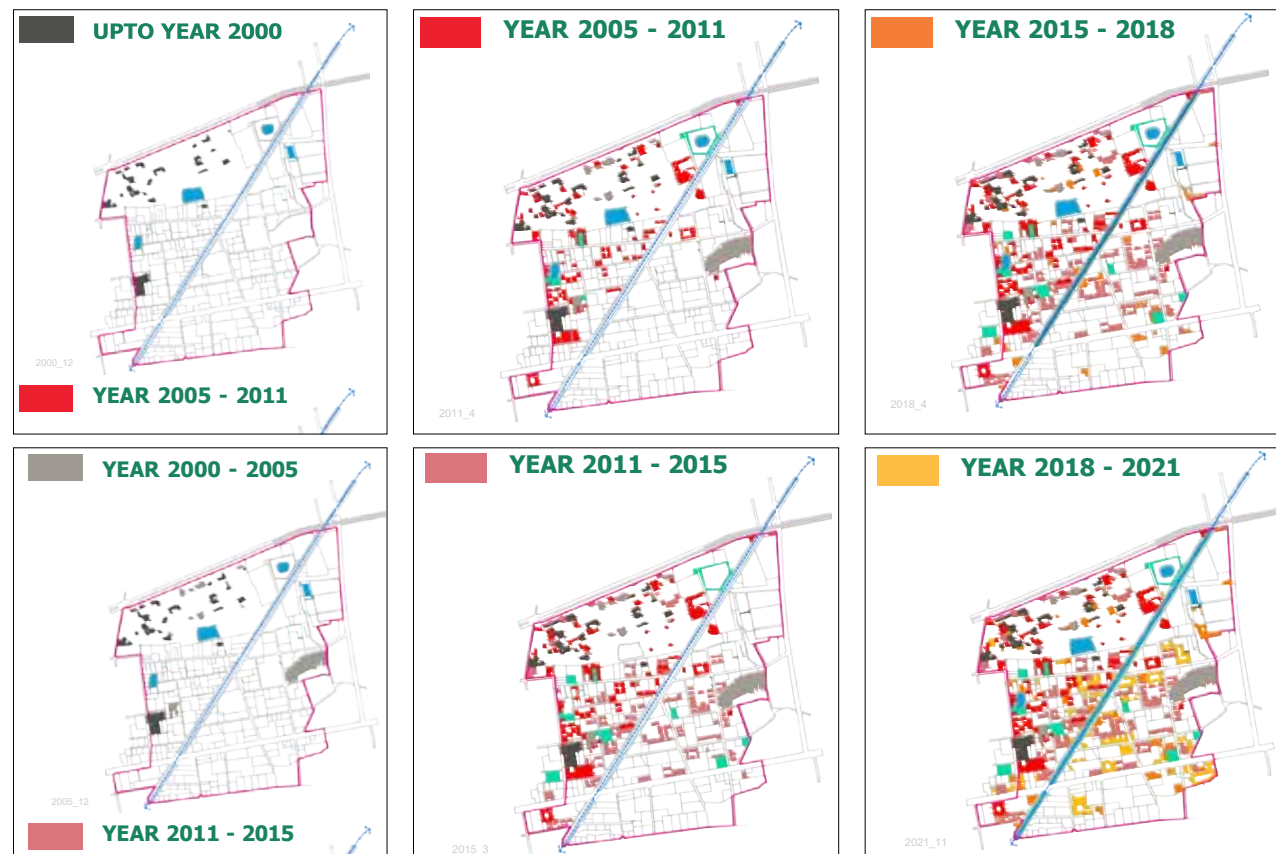 UPTO YEAR 2000
2000_12
YEAR 2005 - 2011
YEAR 2005 - 2011
2011_4
YEAR 2015 - 2018
2018_4
YEAR 2000 - 2005
2005_12
YEAR 2011 - 2015
YEAR 2011 - 2015
2015_3
YEAR 2018 - 2021
2021_11